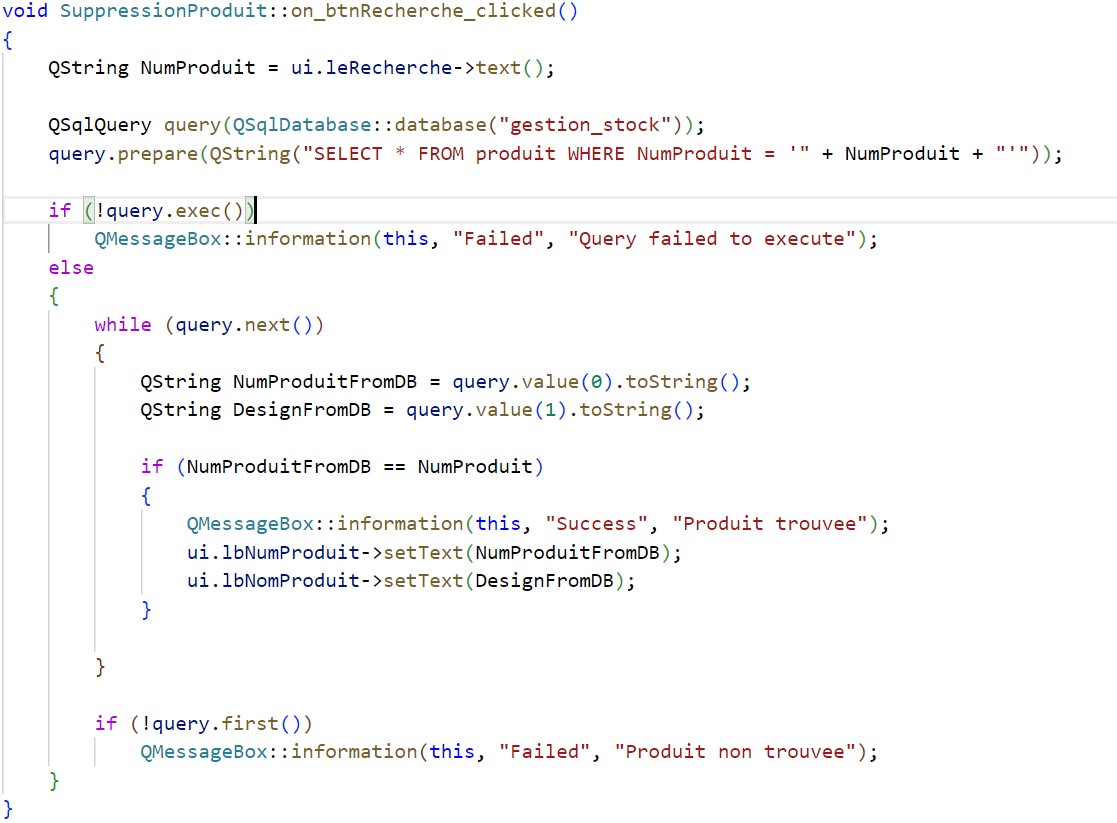 void SuppressionProduit::on_btnRecherche_clicked()
{
    QString NumProduit = ui.leRecherche->text();

    QSqlQuery query(QSqlDatabase::database("gestion_stock"));
    query.prepare(QString("SELECT * FROM produit WHERE NumProduit = '" + NumProduit + "'"));

    if (!query.exec())
        QMessageBox::information(this, "Failed", "Query failed to execute");
    else
    {
        while (query.next())
        {
            QString NumProduitFromDB = query.value(0).toString();
            QString DesignFromDB = query.value(1).toString();

            if (NumProduitFromDB == NumProduit)
            {
                QMessageBox::information(this, "Success", "Produit trouvee");
                ui.lbNumProduit->setText(NumProduitFromDB);
                ui.lbNomProduit->setText(DesignFromDB);
            }

        }

        if (!query.first())
            QMessageBox::information(this, "Failed", "Produit non trouvee");
    }
}